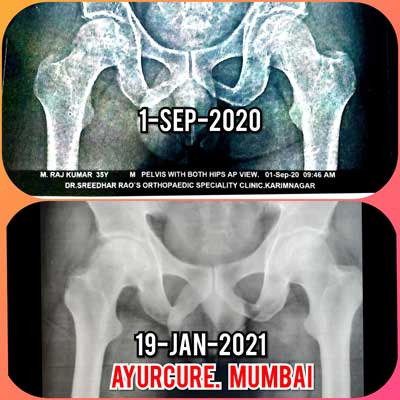 1-SEP-2020
M. RAJ KUMAR 35Y M PELVIS WITH BOTH HIPS AP VIEW. 01-Sep-20 09:46 AM
DR.SREEDHAR RAO'S ORTHOPAEDIC SPECIALITY CLINIC.KARIMNAGAR
19-JAN-2021
AYURCURE. MUMBAI